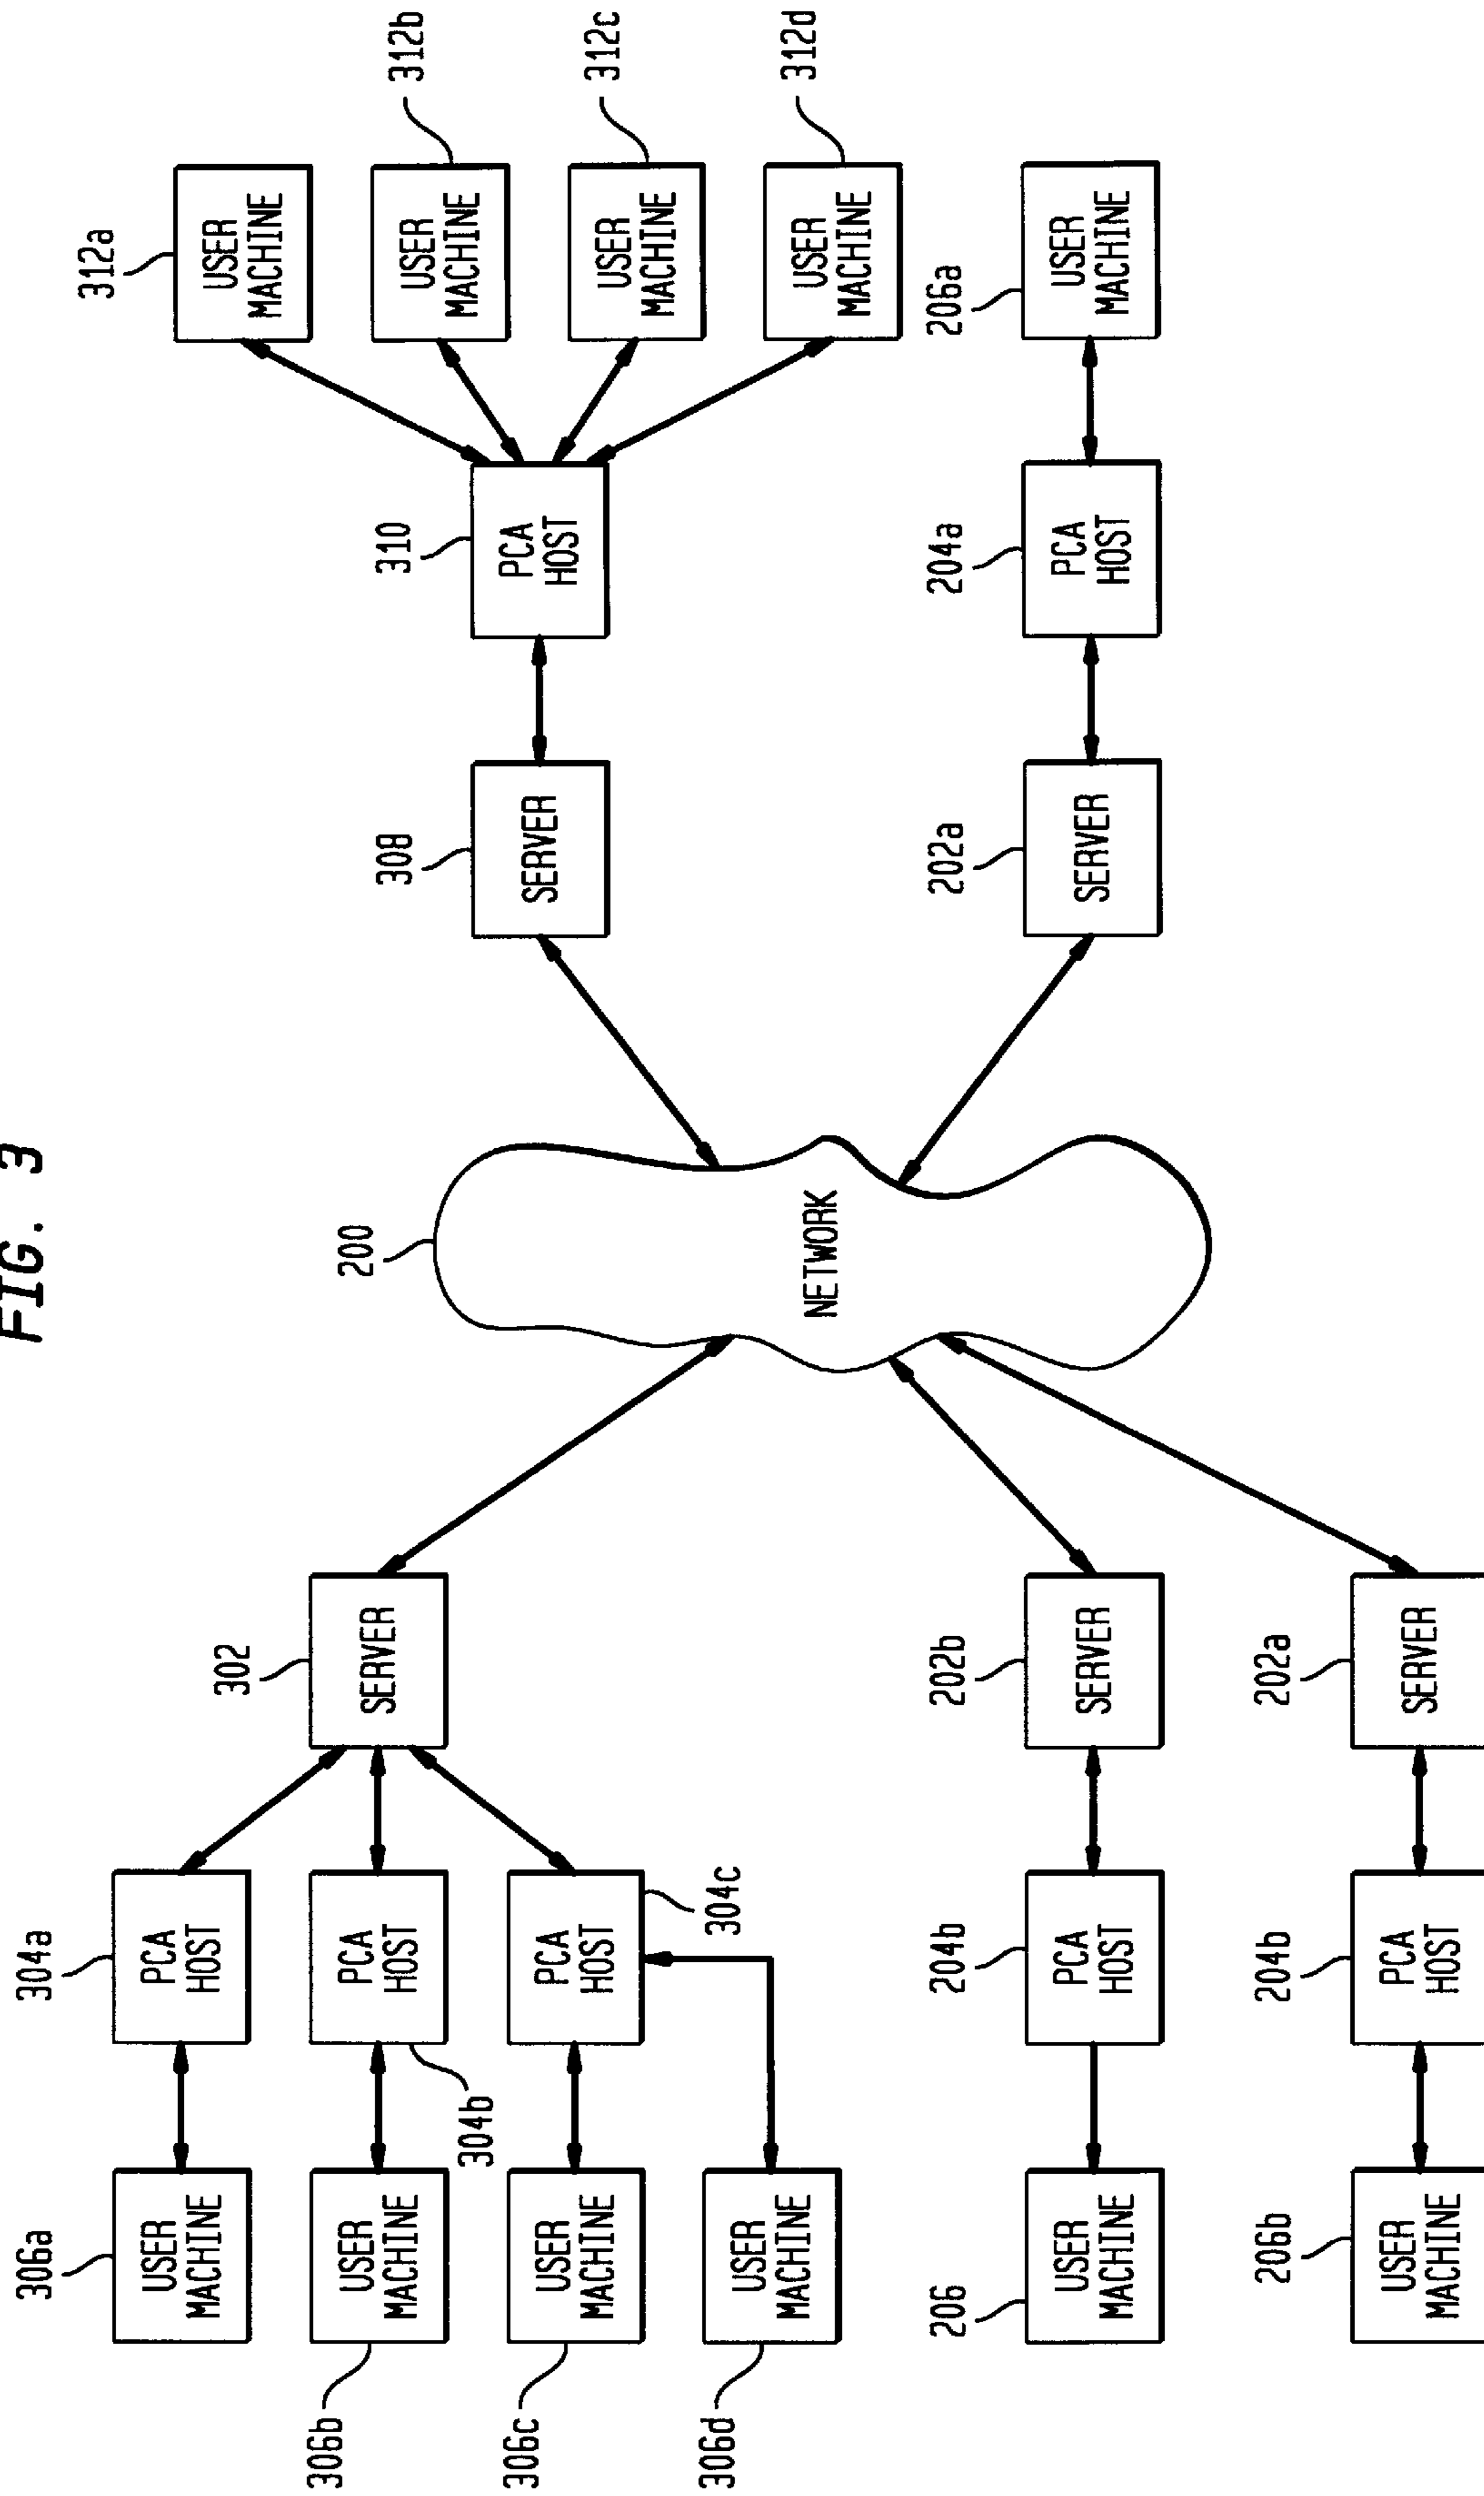 FIG. 3
306a
USER
MACHINE
304a
PCA
HOST
306b
USER
MACHINE
304b
PCA
HOST
302
SERVER
306c
USER
MACHINE
PCA
HOST
304c
306d
USER
MACHINE
206
USER
MACHINE
204b
PCA
HOST
202b
SERVER
206b
USER
MACHINE
204b
PCA
HOST
202a
SERVER
200
NETWORK
308
SERVER
310
PCA
HOST
312a
USER
MACHINE
312b
USER
MACHINE
312c
USER
MACHINE
312d
USER
MACHINE
202a
SERVER
204a
PCA
HOST
206a
USER
MACHINE